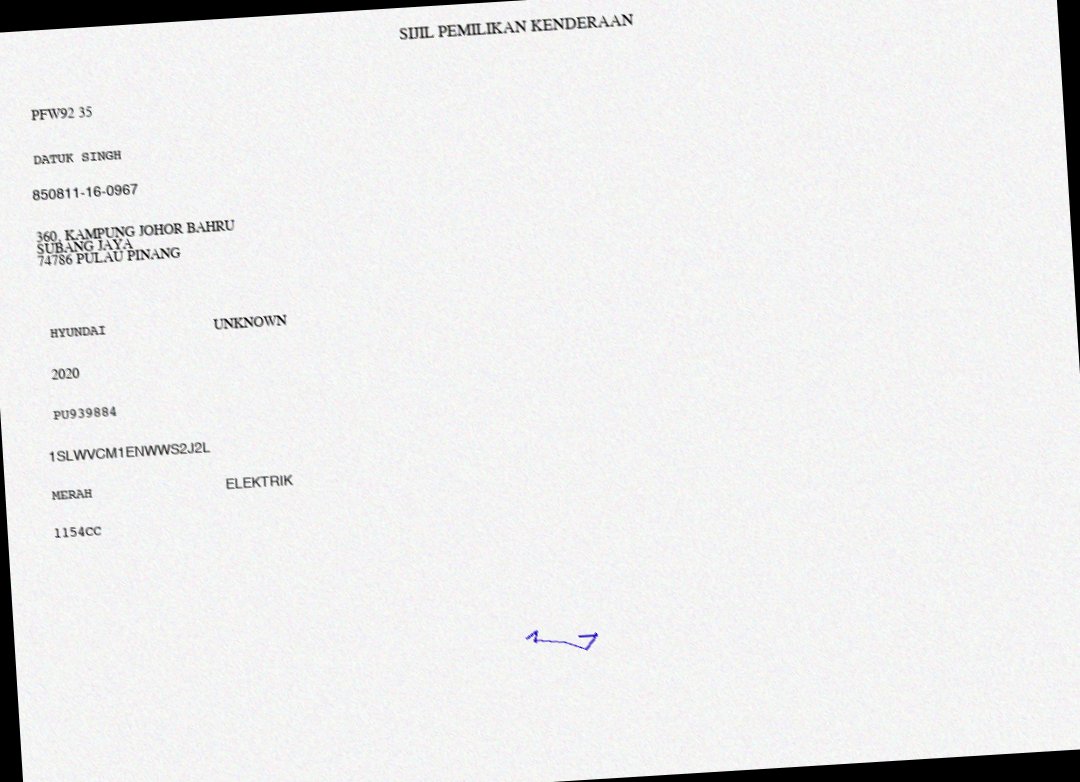 SIJIL PEMILIKAN KENDERAAN
PFW92 35
DATUK SINGH
850811-16-0967
360, KAMPUNG JOHOR BAHRU
SUBANG JAYA
74786 PULAU PINANG
HYUNDAI UNKNOWN
2020
PU939884
1SLWVCM1ENWWS2J2L
MERAH ELEKTRIK
1154CC